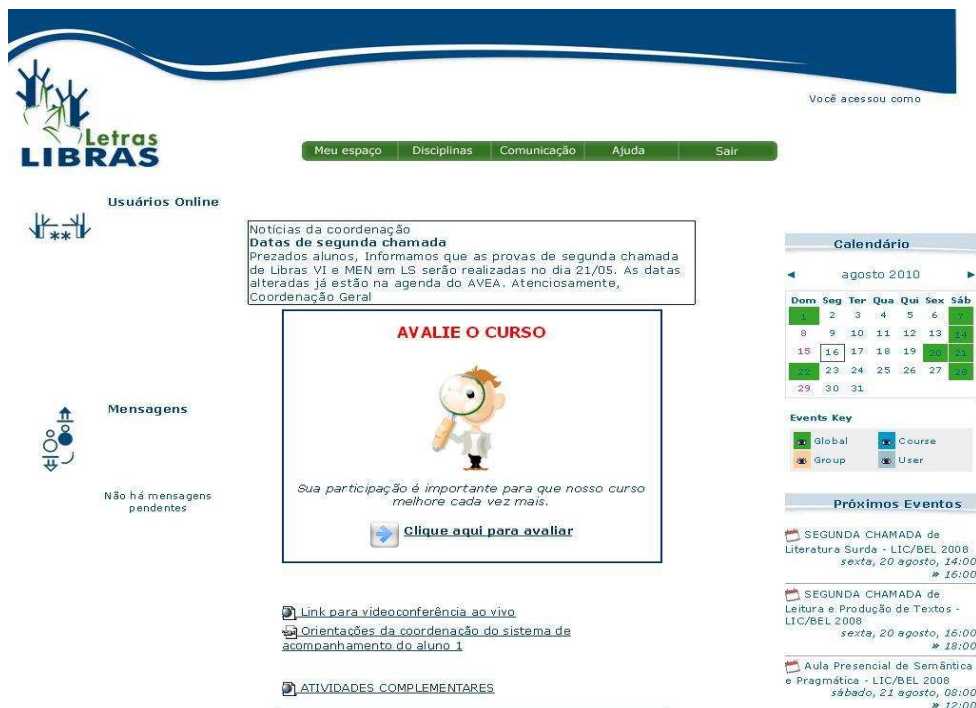 Você acessou como
Letras
LIBRAS
Meu espaço Disciplinas Comunicação Ajuda Sair
Usuários Online
**
Notícias da coordenação
Datas de segunda chamada
Prezados alunos, Informamos que as provas de segunda chamada
de Libras VI e MEN em LS serão realizadas no dia 21/05. As datas
alteradas já estão na agenda do AVEA. Atenciosamente,
Coordenação Geral
AVALIE O CURSO
Sua participação é importante para que nosso curso
melhore cada vez mais.
Clique aqui para avaliar
Mensagens
Não há mensagens
pendentes
Link para videoconferência ao vivo
Orientações da coordenação do sistema de
acompanhamento do aluno 1
ATIVIDADES COMPLEMENTARES
Calendário
◄ agosto 2010 ►
Dom Seg Ter Qua Qui Sex Sáb
1 2 3 4 5 6 7
8 9 10 11 12 13 14
15 16 17 18 19 20 21
22 23 24 25 26 27 28
29 30 31
Events Key
Global Course
Group User
Próximos Eventos
SEGUNDA CHAMADA de
Literatura Surda - LIC/BEL 2008
sexta, 20 agosto, 14:00
» 16:00
SEGUNDA CHAMADA de
Leitura e Produção de Textos -
LIC/BEL 2008
sexta, 20 agosto, 16:00
» 18:00
Aula Presencial de Semântica
e Pragmática - LIC/BEL 2008
sábado, 21 agosto, 08:00
» 12:00